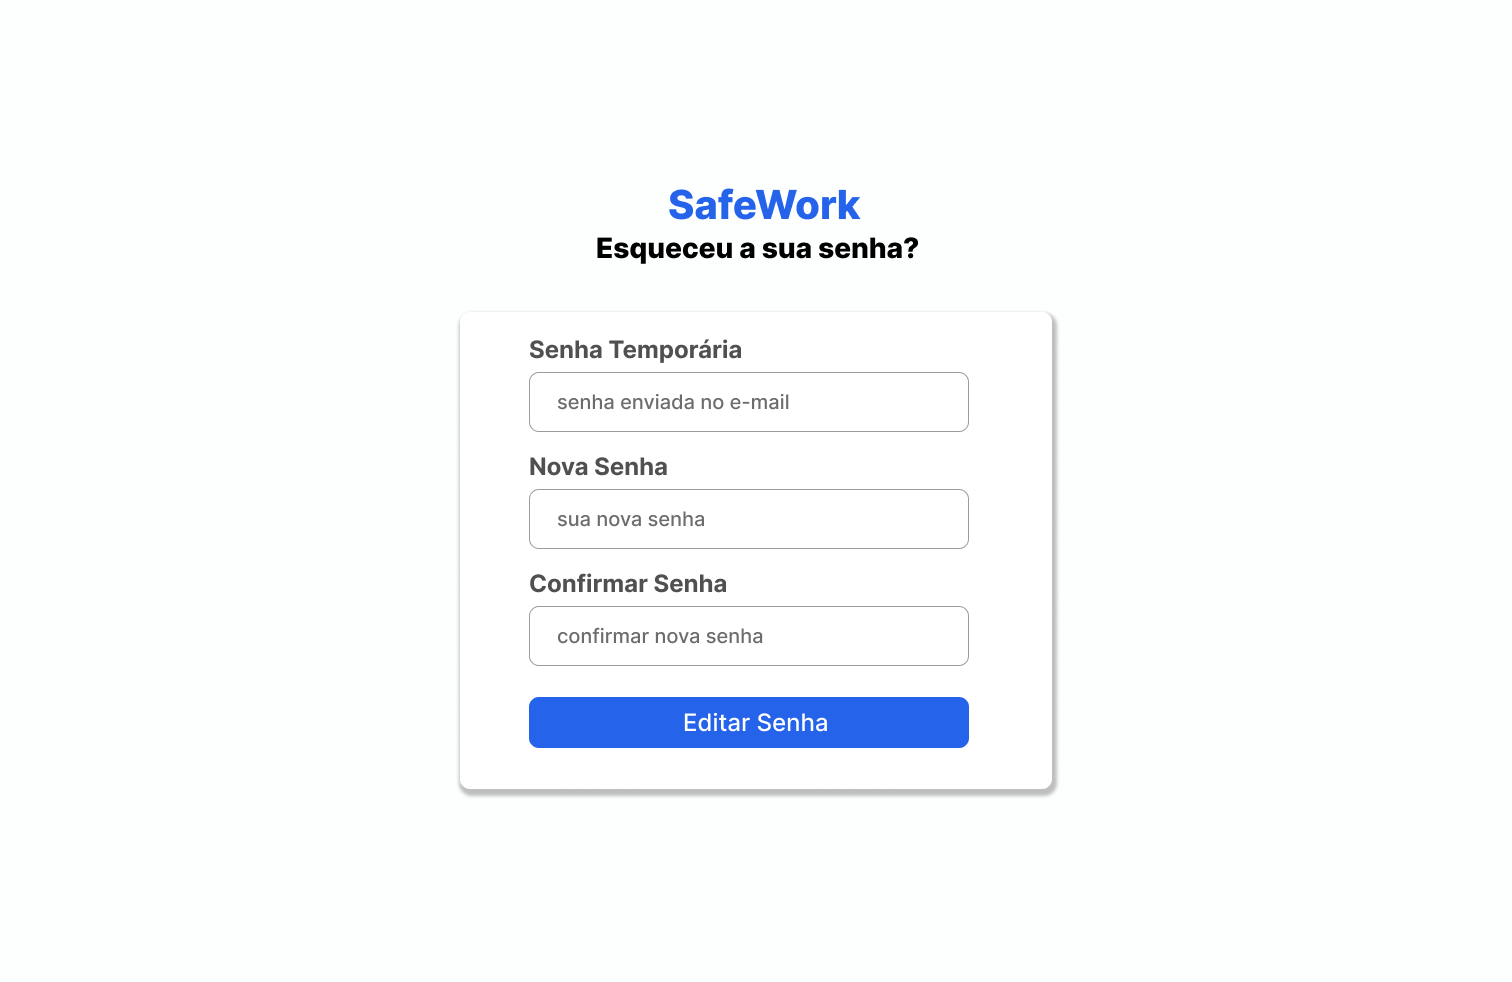 SafeWork
Esqueceu a sua senha?
Senha Temporária
senha enviada no e-mail
Nova Senha
sua nova senha
Confirmar Senha
confirmar nova senha
Editar Senha